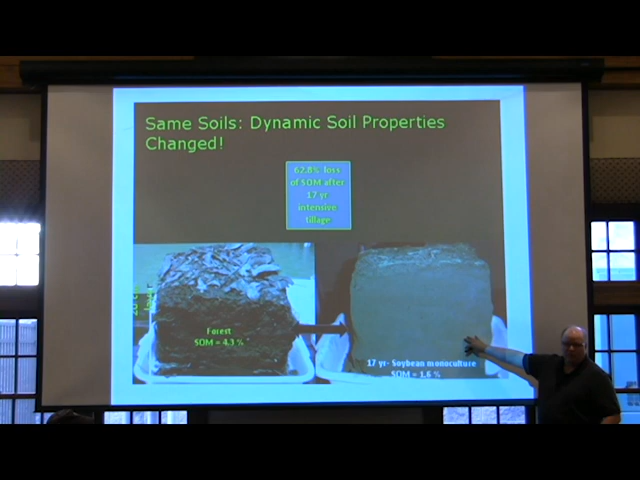 Same Soils: Dynamic Soil Properties
Changed!
62.8% loss
of SOM after
17 yr
intensive
tillage
Forest
SOM = 4.3 %
17 yr- Soybean monoculture
SOM = 1.6 %